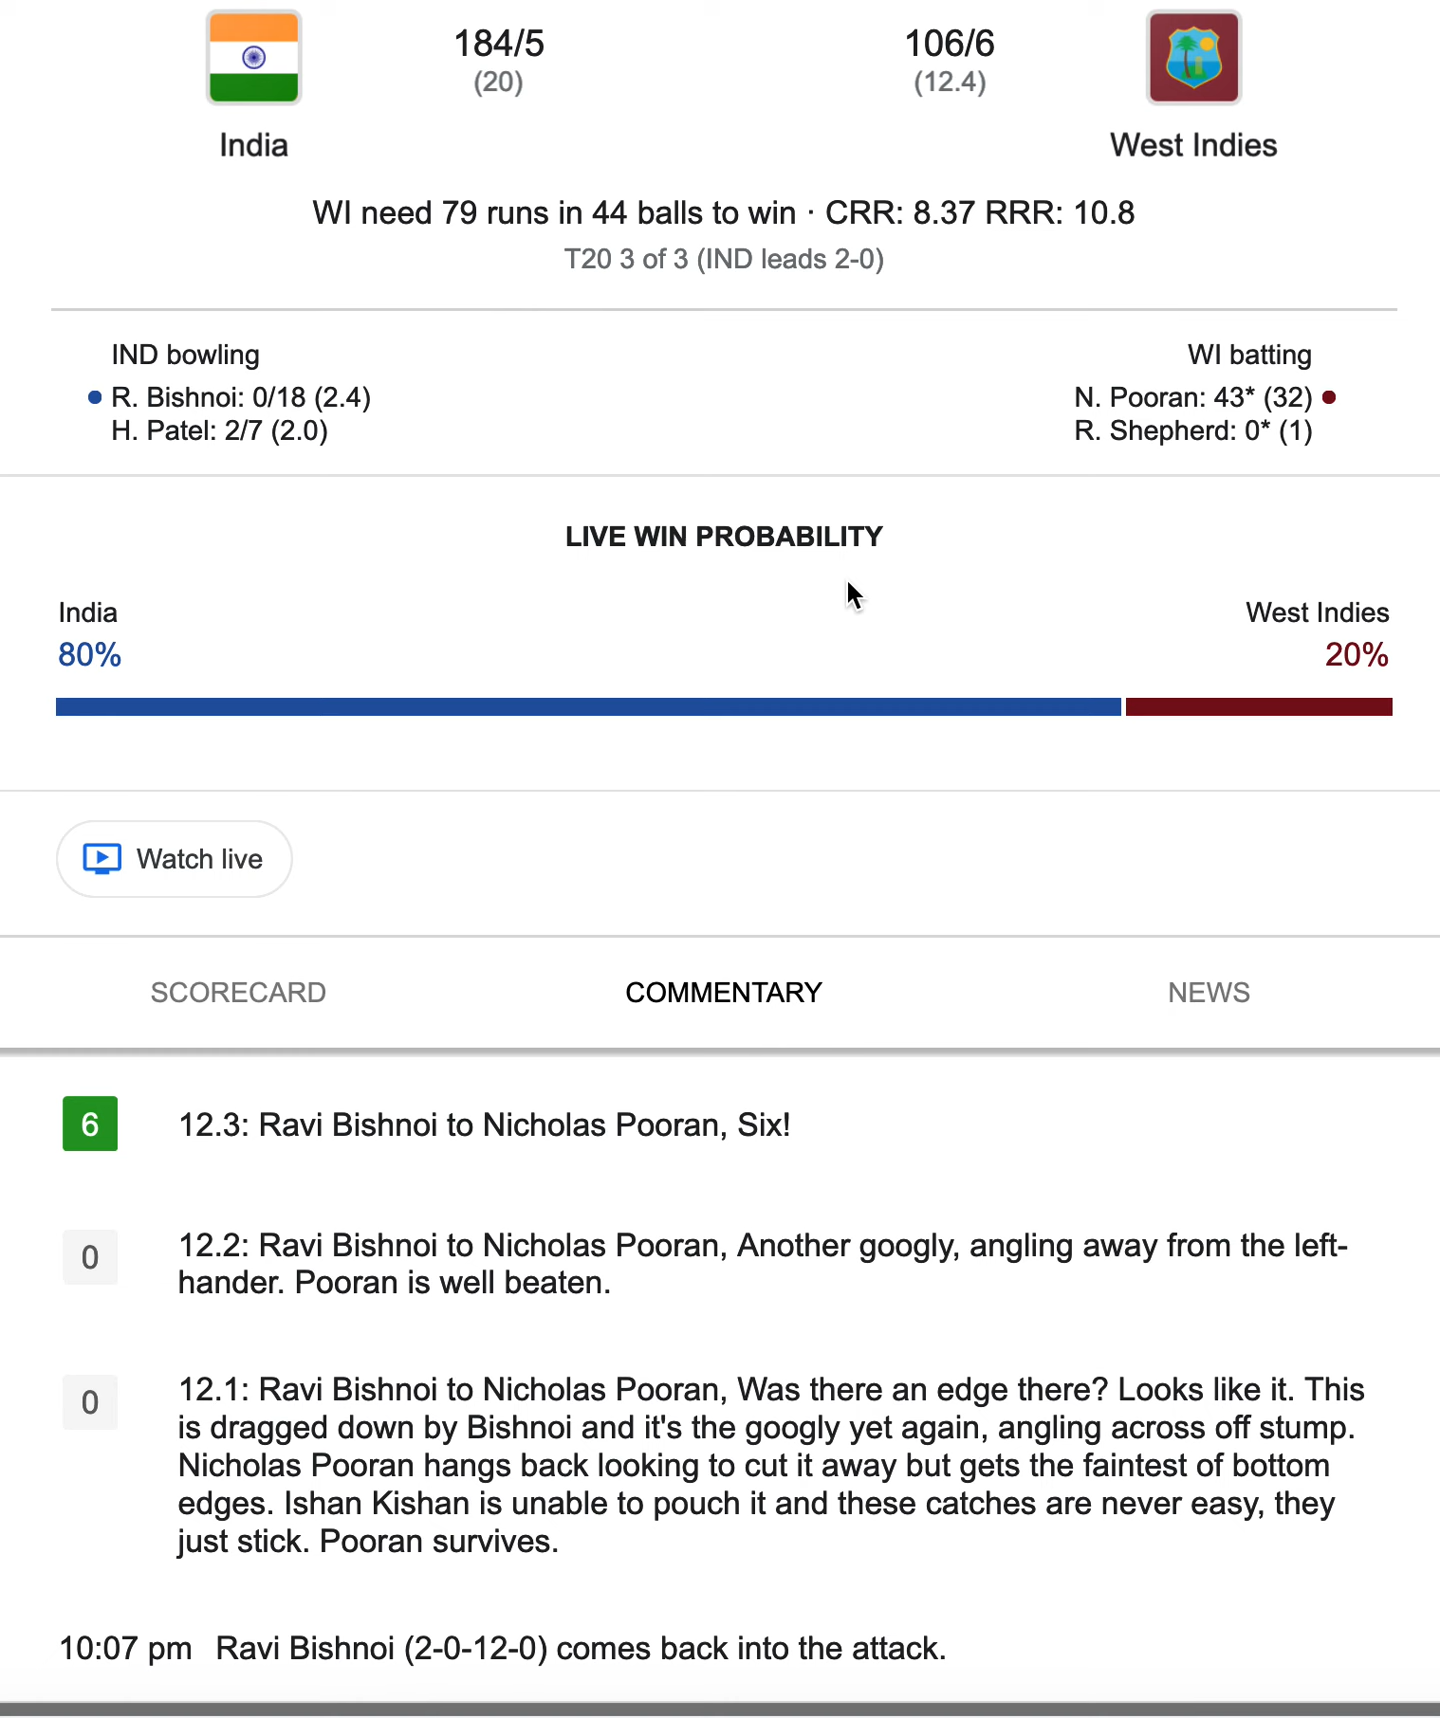 184/5
(20)
106/6
(12.4)
India
West Indies
WI need 79 runs in 44 balls to win · CRR: 8.37 RRR: 10.8
T20 3 of 3 (IND leads 2-0)
IND bowling
R. Bishnoi: 0/18 (2.4)
H. Patel: 2/7 (2.0)
WI batting
N. Pooran: 43* (32)
R. Shepherd: 0* (1)
LIVE WIN PROBABILITY
India
80%
West Indies
20%
Watch live
SCORECARD
COMMENTARY
NEWS
6
12.3: Ravi Bishnoi to Nicholas Pooran, Six!
0
12.2: Ravi Bishnoi to Nicholas Pooran, Another googly, angling away from the left-
hander. Pooran is well beaten.
0
12.1: Ravi Bishnoi to Nicholas Pooran, Was there an edge there? Looks like it. This
is dragged down by Bishnoi and it's the googly yet again, angling across off stump.
Nicholas Pooran hangs back looking to cut it away but gets the faintest of bottom
edges. Ishan Kishan is unable to pouch it and these catches are never easy, they
just stick. Pooran survives.
10:07 pm Ravi Bishnoi (2-0-12-0) comes back into the attack.